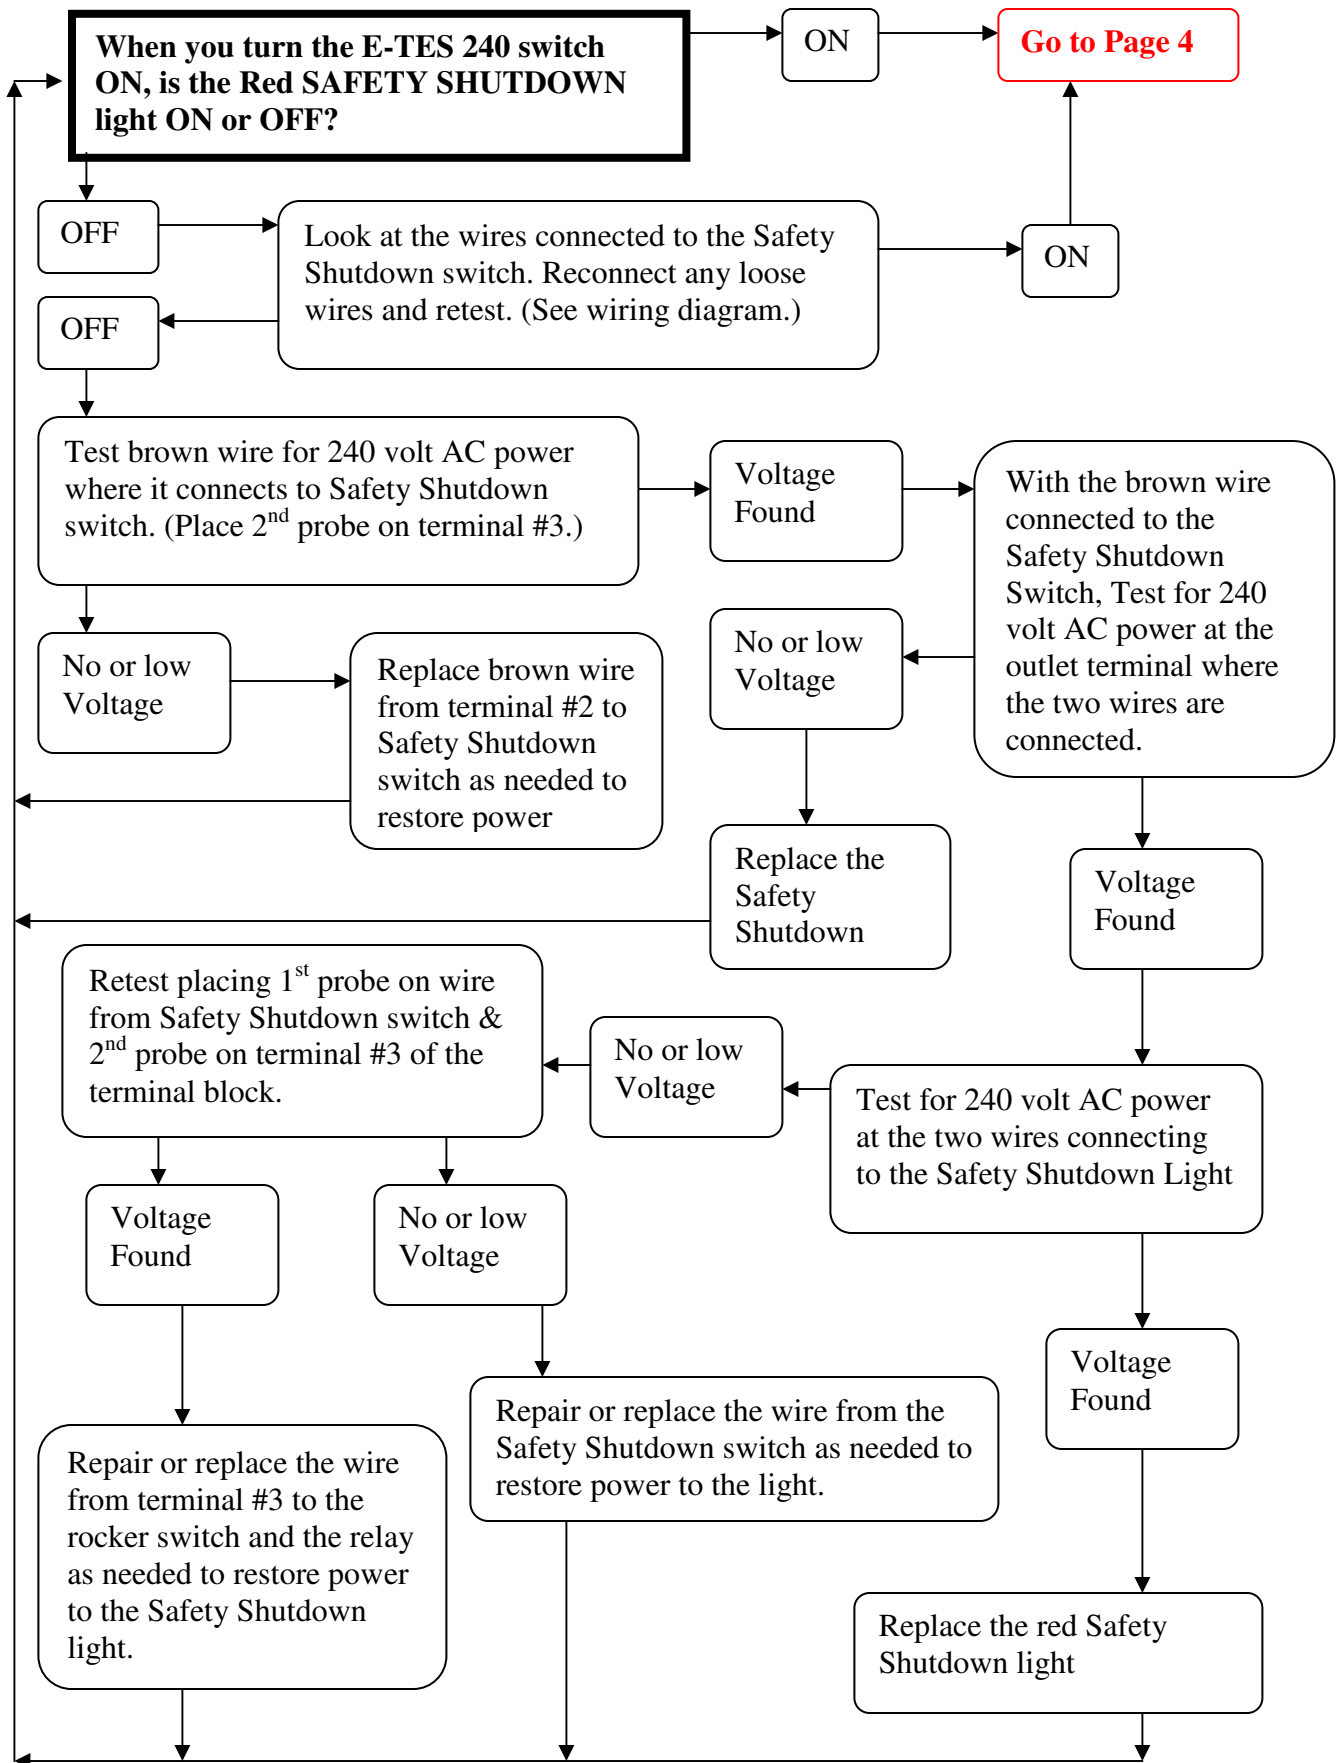 When you turn the E-TES 240 switch
ON, is the Red SAFETY SHUTDOWN
light ON or OFF?
ON
Go to Page 4
OFF
Look at the wires connected to the Safety
Shutdown switch. Reconnect any loose
wires and retest. (See wiring diagram.)
ON
OFF
Test brown wire for 240 volt AC power
where it connects to Safety Shutdown
switch. (Place 2nd probe on terminal #3.)
Voltage
Found
With the brown wire
connected to the
Safety Shutdown
Switch, Test for 240
volt AC power at the
outlet terminal where
the two wires are
connected.
No or low
Voltage
Replace brown wire
from terminal #2 to
Safety Shutdown
switch as needed to
restore power
No or low
Voltage
Replace the
Safety
Shutdown
Voltage
Found
Retest placing 1st probe on wire
from Safety Shutdown switch &
2nd probe on terminal #3 of the
terminal block.
No or low
Voltage
Test for 240 volt AC power
at the two wires connecting
to the Safety Shutdown Light
Voltage
Found
No or low
Voltage
Voltage
Found
Repair or replace the wire
from terminal #3 to the
rocker switch and the relay
as needed to restore power
to the Safety Shutdown
light.
Repair or replace the wire from the
Safety Shutdown switch as needed to
restore power to the light.
Replace the red Safety
Shutdown light